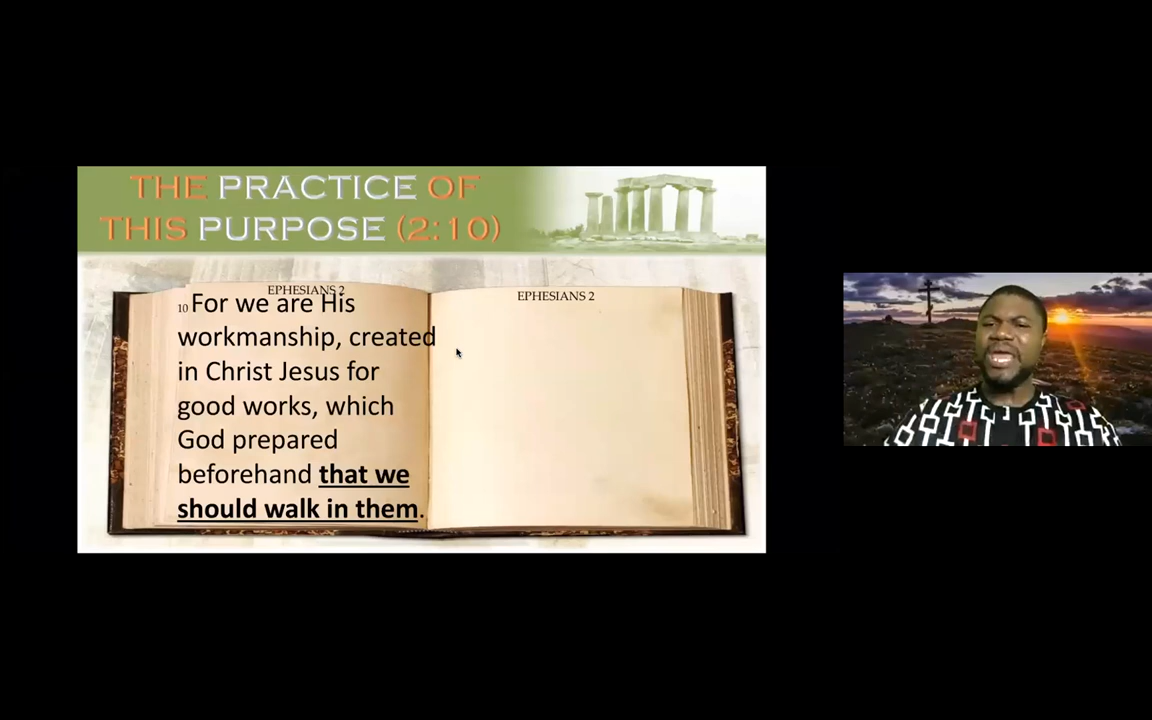 THE PRACTICE OF
THIS PURPOSE (2:10)
EPHESIANS 2
10 For we are His
workmanship, created
in Christ Jesus for
good works, which
God prepared
beforehand that we
should walk in them.
EPHESIANS 2